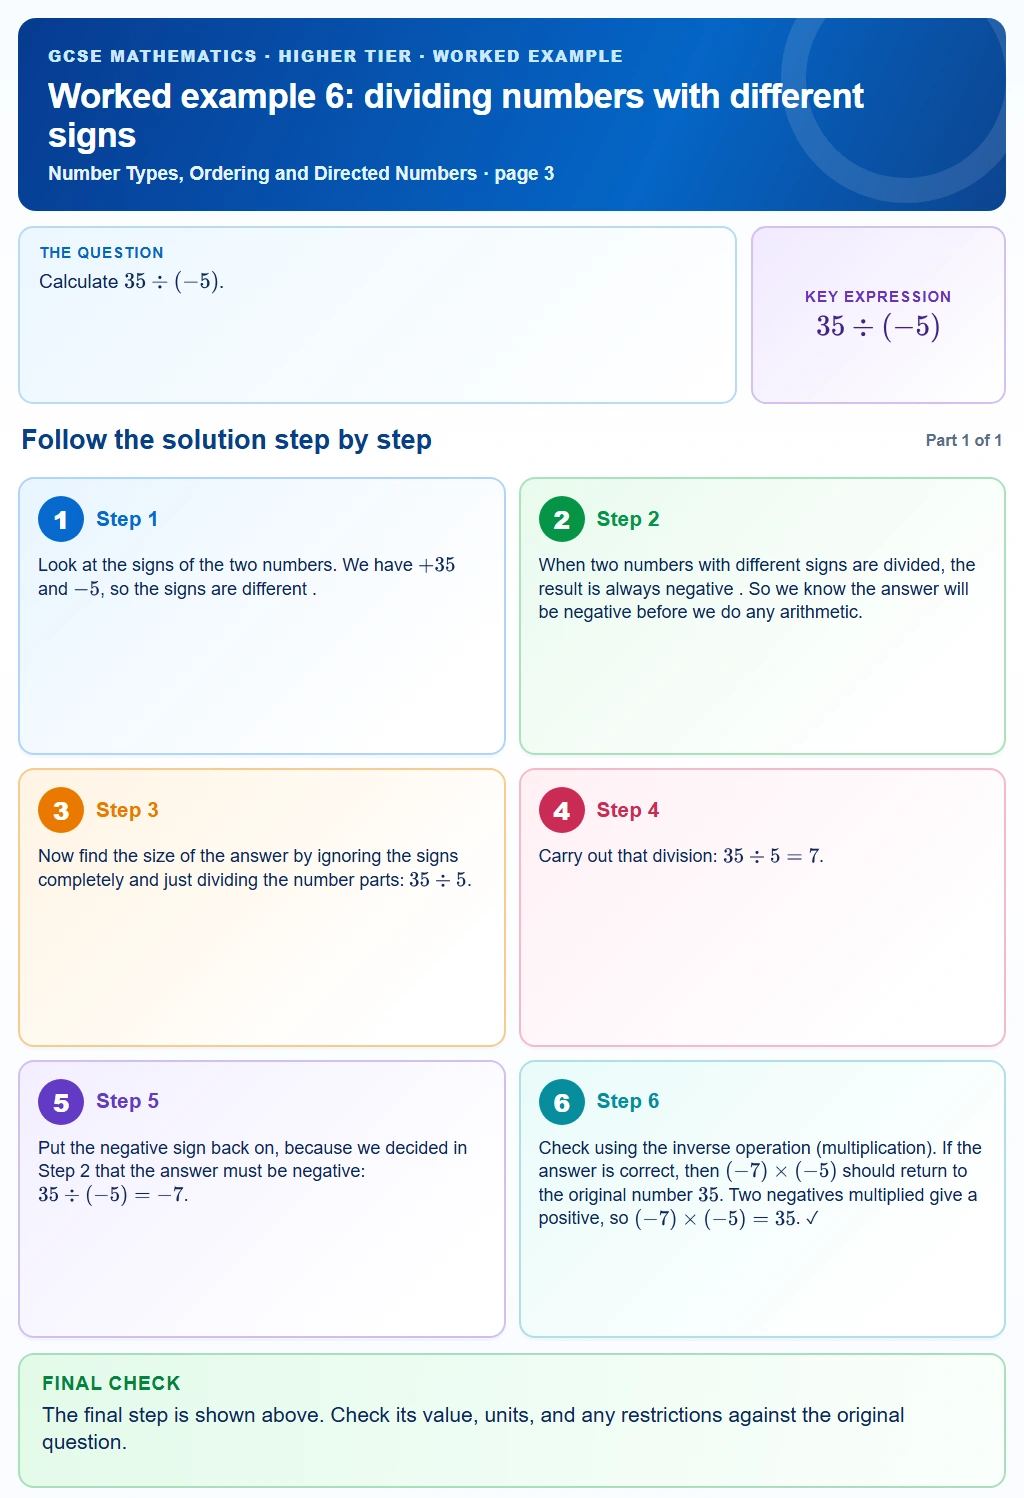 GCSE MATHEMATICS · HIGHER TIER · WORKED EXAMPLE
Worked example 6: dividing numbers with different
signs
Number Types, Ordering and Directed Numbers · page 3
THE QUESTION
Calculate 35 ÷ (−5).
KEY EXPRESSION
35 ÷ (−5)
Follow the solution step by step
Part 1 of 1
1
Step 1
Look at the signs of the two numbers. We have +35
and −5, so the signs are different .
2
Step 2
When two numbers with different signs are divided, the
result is always negative . So we know the answer will
be negative before we do any arithmetic.
3
Step 3
Now find the size of the answer by ignoring the signs
completely and just dividing the number parts: 35 ÷ 5.
4
Step 4
Carry out that division: 35 ÷ 5 = 7.
5
Step 5
Put the negative sign back on, because we decided in
Step 2 that the answer must be negative:
35 ÷ (−5) = −7.
6
Step 6
Check using the inverse operation (multiplication). If the
answer is correct, then (−7) × (−5) should return to
the original number 35. Two negatives multiplied give a
positive, so (−7) × (−5) = 35. ✓
FINAL CHECK
The final step is shown above. Check its value, units, and any restrictions against the original
question.